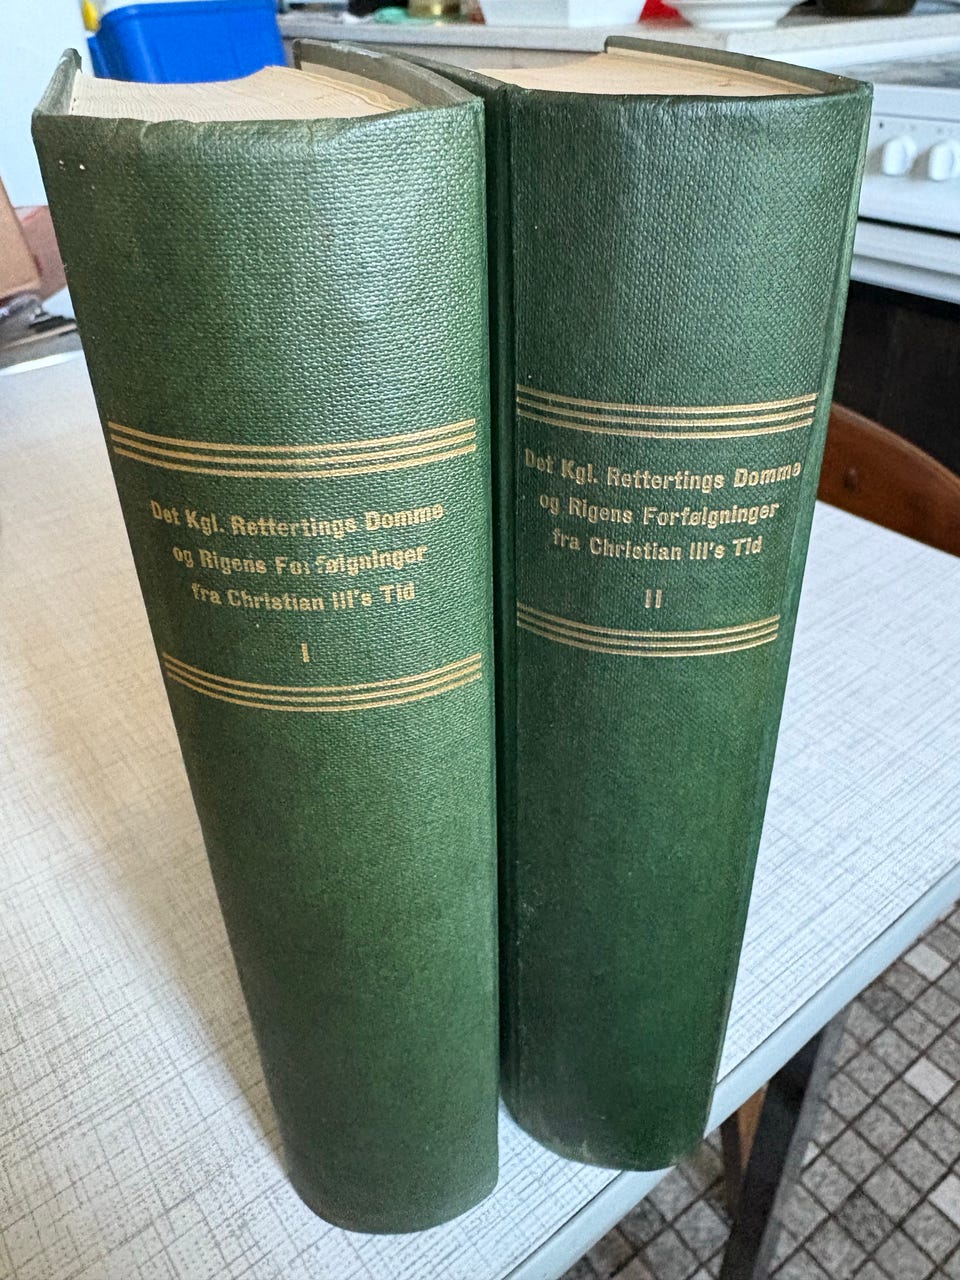 Det Kgl. Rettertings Domme
og Rigens Forfølgninger
fra Christian III's Tid
I
Det Kgl. Rettertings Domme
og Rigens Forfølgninger
fra Christian III's Tid
II